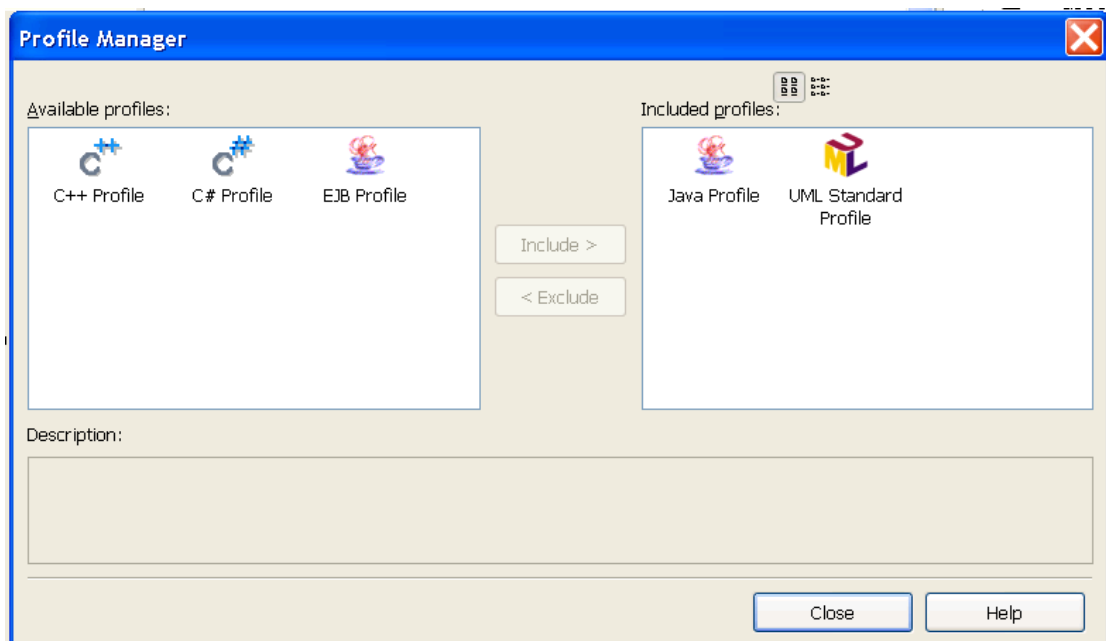 Profile Manager
Available profiles:
Included profiles:
C++ Profile
C# Profile
EJB Profile
Java Profile
UML Standard
Profile
Include >
< Exclude
Description:
Close
Help